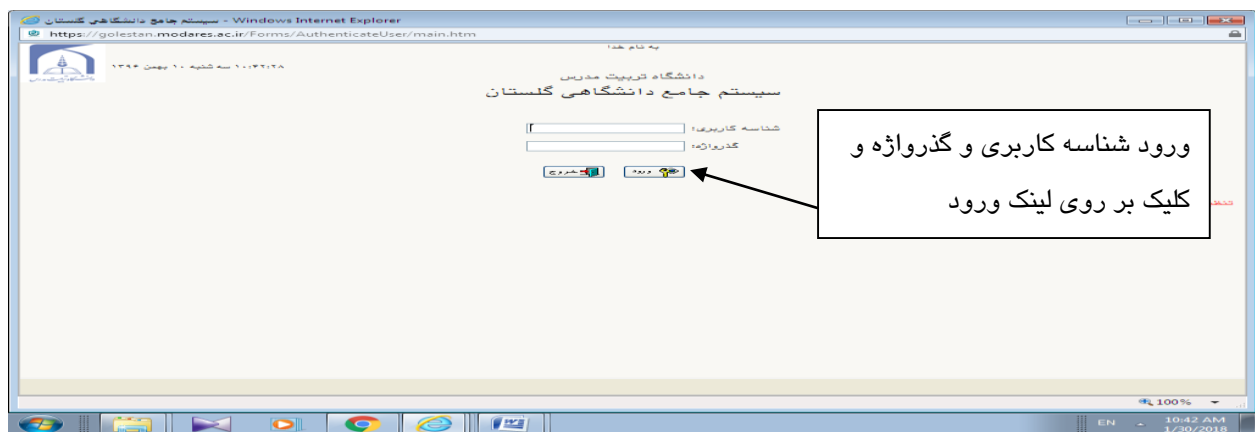 سیستم جامع دانشگاهی گلستان - Windows Internet Explorer
https://golestan.modares.ac.ir/Forms/AuthenticateUser/main.htm
به نام خدا
۱۰:۴۲:۲۸ سه شنبه ۱۰ بهمن ۱۳۹۶
دانشگاه تربیت مدرس
سیستم جامع دانشگاهی گلستان
شناسه کاربری:
گذرواژه:
ورود
خروج
ورود شناسه کاربری و گذرواژه و
کلیک بر روی لینک ورود
100%
EN
10:42 AM
1/30/2018